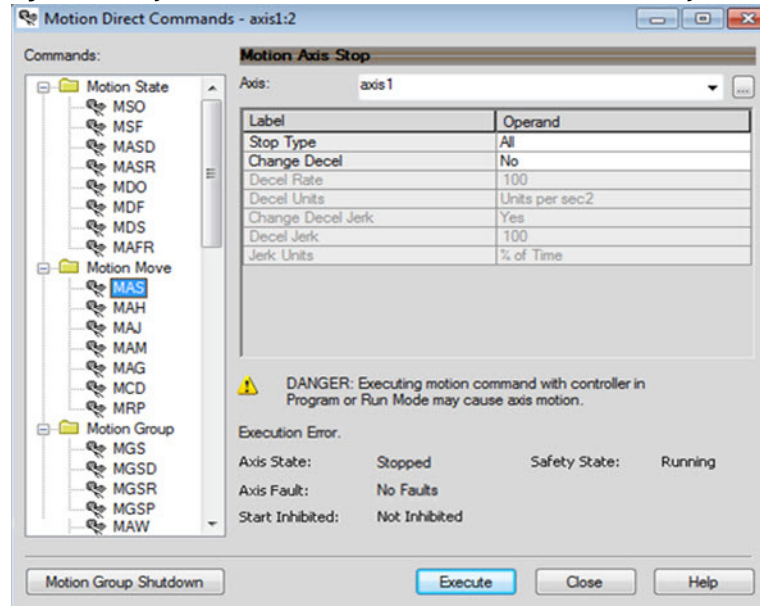 Motion Direct Commands - axis1:2
Commands:
Motion State
MSO
MSF
MASD
MASR
MDO
MDF
MDS
MAFR
Motion Move
MAS
MAH
MAJ
MAM
MAG
MCD
MRP
Motion Group
MGS
MGSD
MGSR
MGSP
MAW
Motion Axis Stop
Axis: axis1 ...
Label Operand
Stop Type All
Change Decel No
Decel Rate 100
Decel Units Units per sec2
Change Decel Jerk Yes
Decel Jerk 100
Jerk Units % of Time
DANGER: Executing motion command with controller in
Program or Run Mode may cause axis motion.
Execution Error.
Axis State: Stopped Safety State: Running
Axis Fault: No Faults
Start Inhibited: Not Inhibited
Motion Group Shutdown Execute Close Help